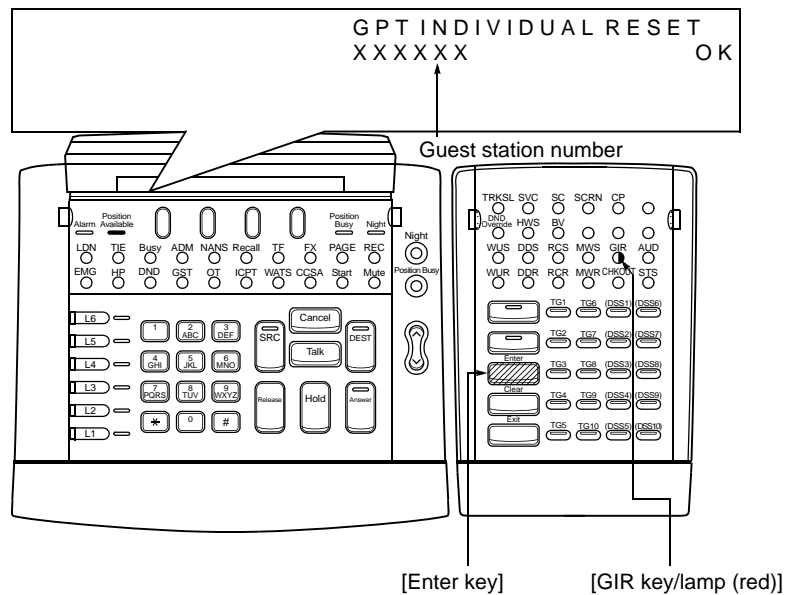 GPT INDIVIDUAL RESET
XXXXXX OK
Guest station number
TRKSL SVC SC SCRN CP
DND Override HWS BV
WUS DDS RCS MWS GIR AUD
WUR DDR RCR MWR CHKOUT STS
Alarm Position Available Position Busy Night
LDN TIE Busy ADM NANS Recall TF FX PAGE REC
EMG HP DND GST OT ICPT WATS CCSA Start Mute
Night
Position Busy
L6
L5
L4
L3
L2
L1
1 2 ABC 3 DEF
4 GHI 5 JKL 6 MNO
7 PQRS 8 TUV 9 WXYZ
* 0 #
SRC Cancel DEST
Talk
Release Hold Answer
TG1 TG6 (DSS1) (DSS6)
TG2 TG7 (DSS2) (DSS7)
Enter
TG3 TG8 (DSS3) (DSS8)
Clear
TG4 TG9 (DSS4) (DSS9)
Exit
TG5 TG10 (DSS5) (DSS10)
[Enter key] [GIR key/lamp (red)]